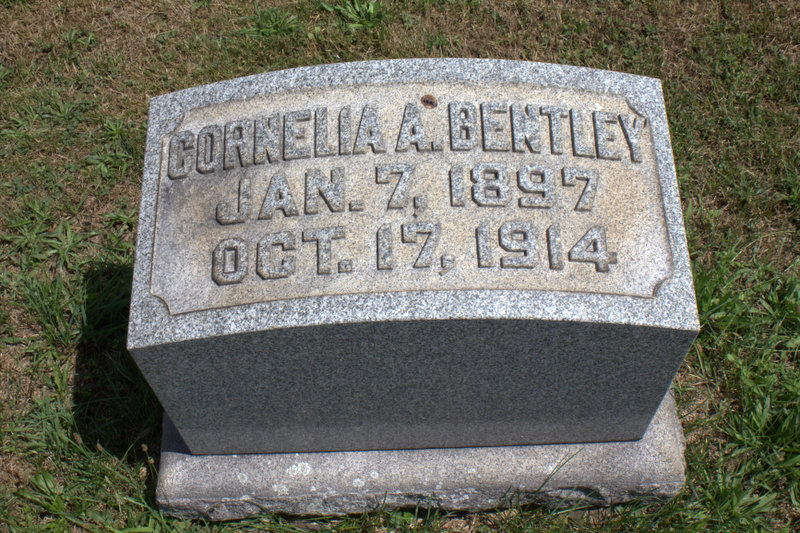 CORNELIA A. BENTLEY
JAN. 7, 1897
OCT. 17, 1914